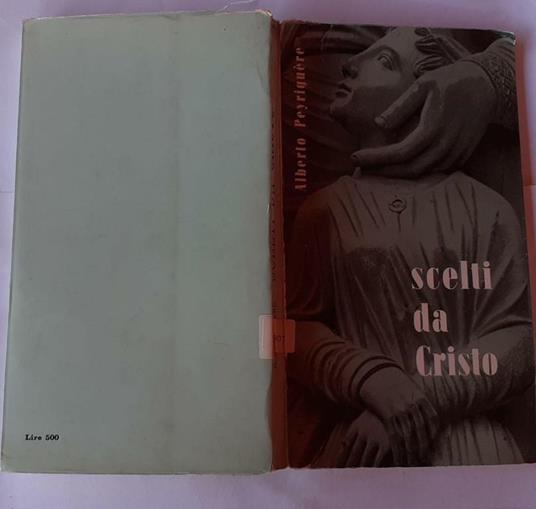 Alberto Peyriguère
scelti
da
Cristo
Lire 500